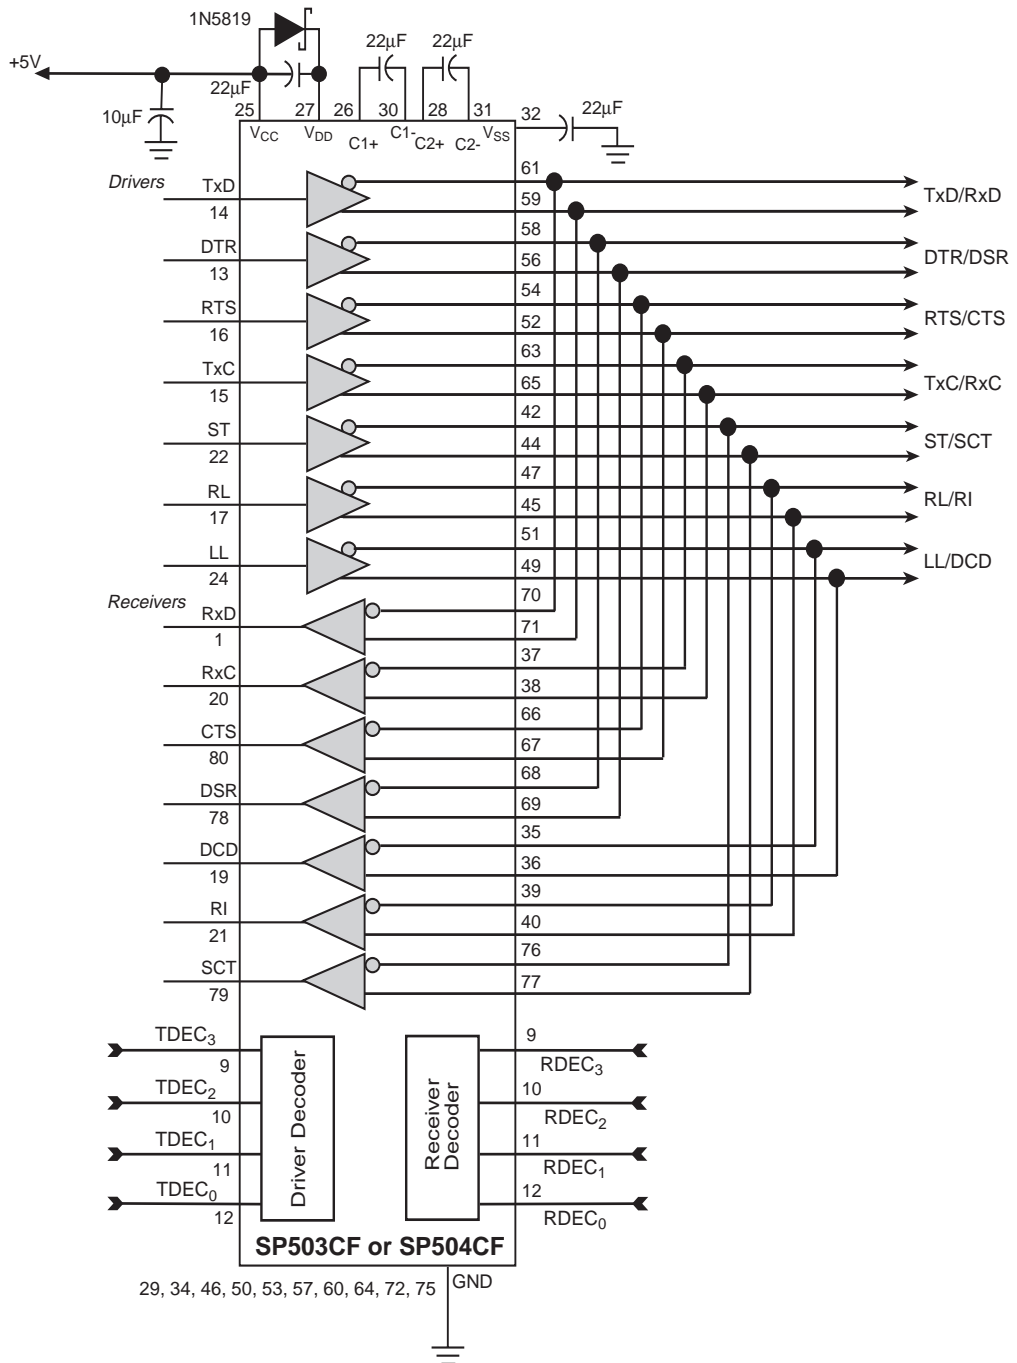 1N5819
22µF 22µF
+5V
22µF
10µF
25 27 26 30 28 31 32 22µF
VCC VDD C1+ C1- C2+ C2- VSS
Drivers
TxD 14 61 59 TxD/RxD
DTR 13 58 56 DTR/DSR
RTS 16 54 52 RTS/CTS
TxC 15 63 65 TxC/RxC
ST 22 42 44 ST/SCT
RL 17 47 45 RL/RI
LL 24 51 49 LL/DCD
Receivers
RxD 1 70 71
RxC 20 37 38
CTS 80 66 67
DSR 78 68 69
DCD 19 35 36
RI 21 39 40
SCT 79 76 77
TDEC3 9
TDEC2 10
TDEC1 11
TDEC0 12
Driver Decoder
Receiver
Decoder
9 RDEC3
10 RDEC2
11 RDEC1
12 RDEC0
SP503CF or SP504CF
29, 34, 46, 50, 53, 57, 60, 64, 72, 75 GND